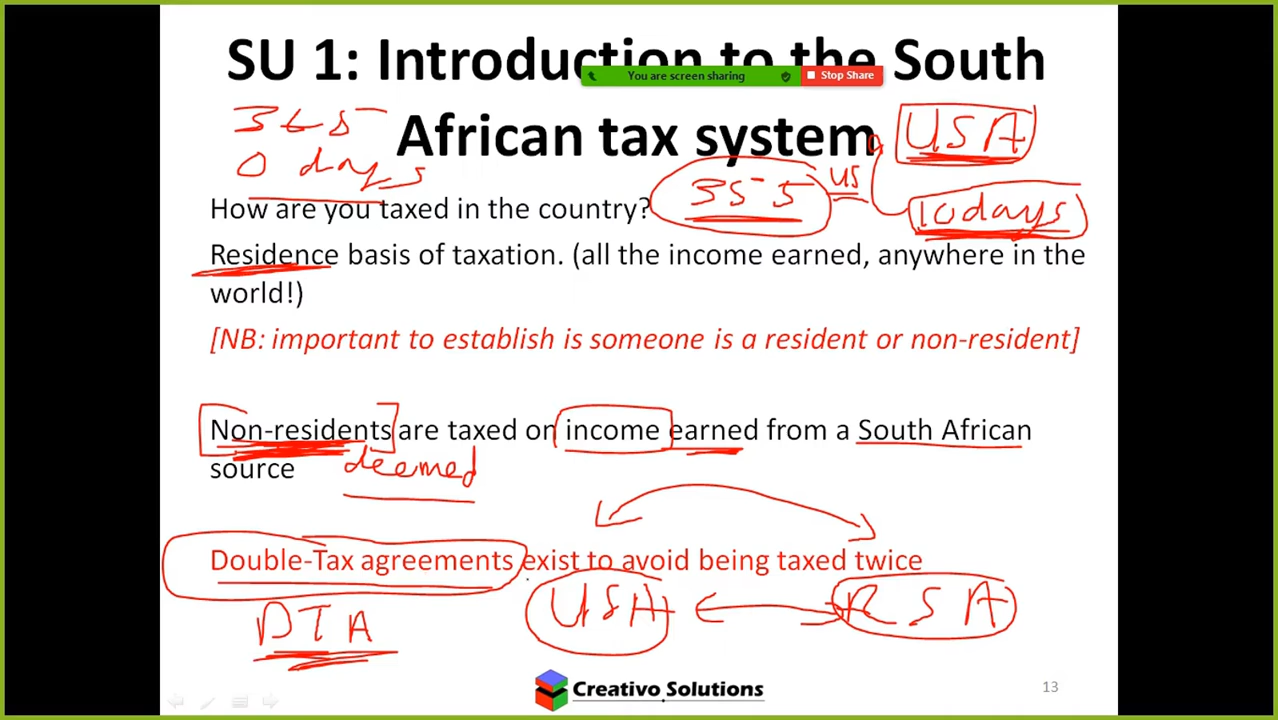 SU 1: Introduction to the South
You are screen sharing
Stop Share
365
African tax system
USA
0 days
355
us
10 days
How are you taxed in the country?
Residence basis of taxation. (all the income earned, anywhere in the
world!)
[NB: important to establish is someone is a resident or non-resident]
Non-residents are taxed on income earned from a South African
source
deemed
Double-Tax agreements exist to avoid being taxed twice
DTA
USA
RSA
Creativo Solutions
13